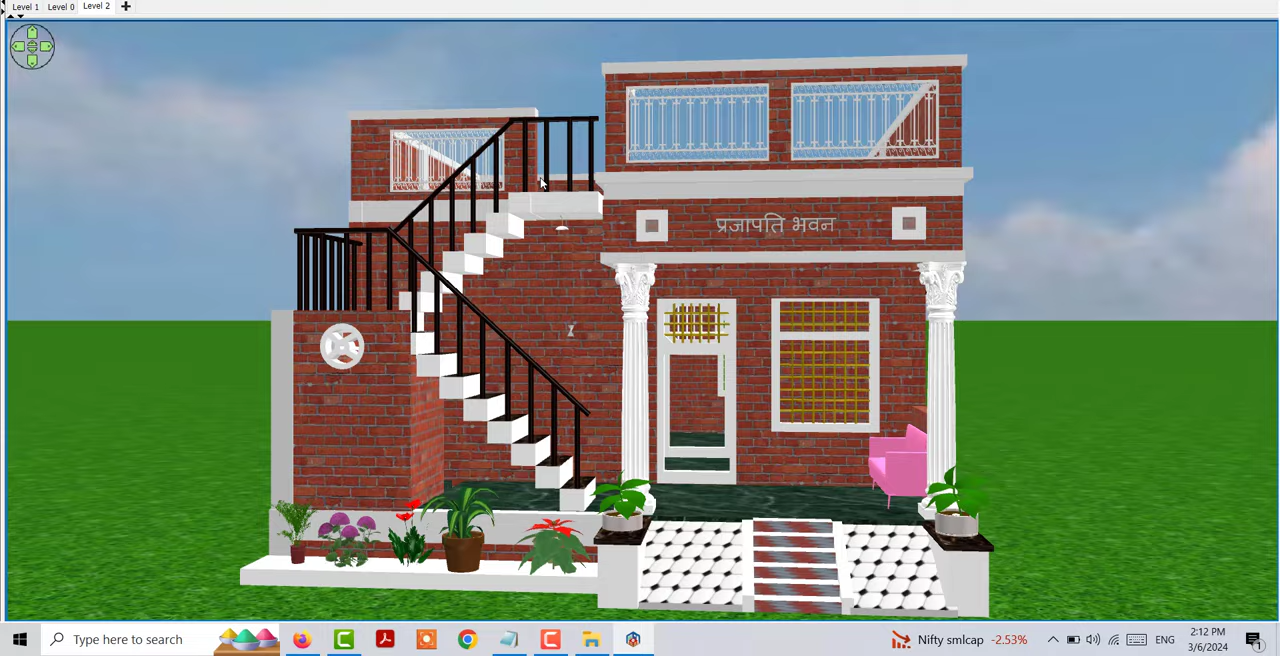 Level 1 Level 0 Level 2
प्रजापति भवन
Type here to search
Nifty smlcap -2.53%
ENG
2:12 PM
3/6/2024
1